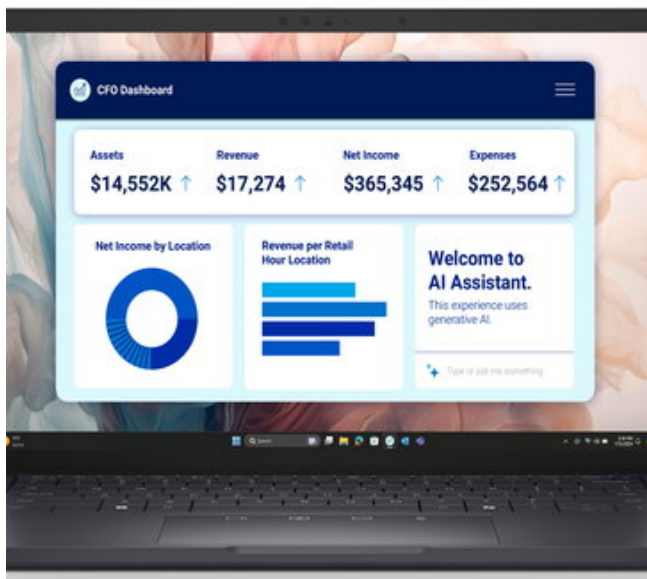 CFO Dashboard
Assets
Revenue
Net Income
Expenses
$14,552K ↑
$17,274 ↑
$365,345 ↑
$252,564 ↑
Net Income by Location
Revenue per Retail
Hour Location
Welcome to
AI Assistant.
This experience uses
generative AI.
Type or ask me something
Search